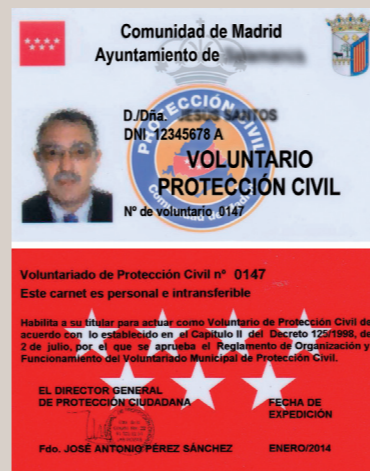 Comunidad de Madrid
Ayuntamiento de
D./Dña. JESUS SANTOS
DNI 12345678 A
PROTECCIÓN CIVIL
Comunidad de Madrid
VOLUNTARIO
PROTECCIÓN CIVIL
Nº de voluntario 0147
Voluntariado de Protección Civil nº 0147
Este carnet es personal e intransferible
Habilita a su titular para actuar como Voluntario de Protección Civil de
acuerdo con lo establecido en el Capítulo II del Decreto 125/1998, de
2 de julio, por el que se aprueba el Reglamento de Organización y
Funcionamiento del Voluntariado Municipal de Protección Civil.
EL DIRECTOR GENERAL
DE PROTECCIÓN CIUDADANA
FECHA DE
EXPEDICIÓN
Fdo. JOSÉ ANTONIO PÉREZ SÁNCHEZ
ENERO/2014